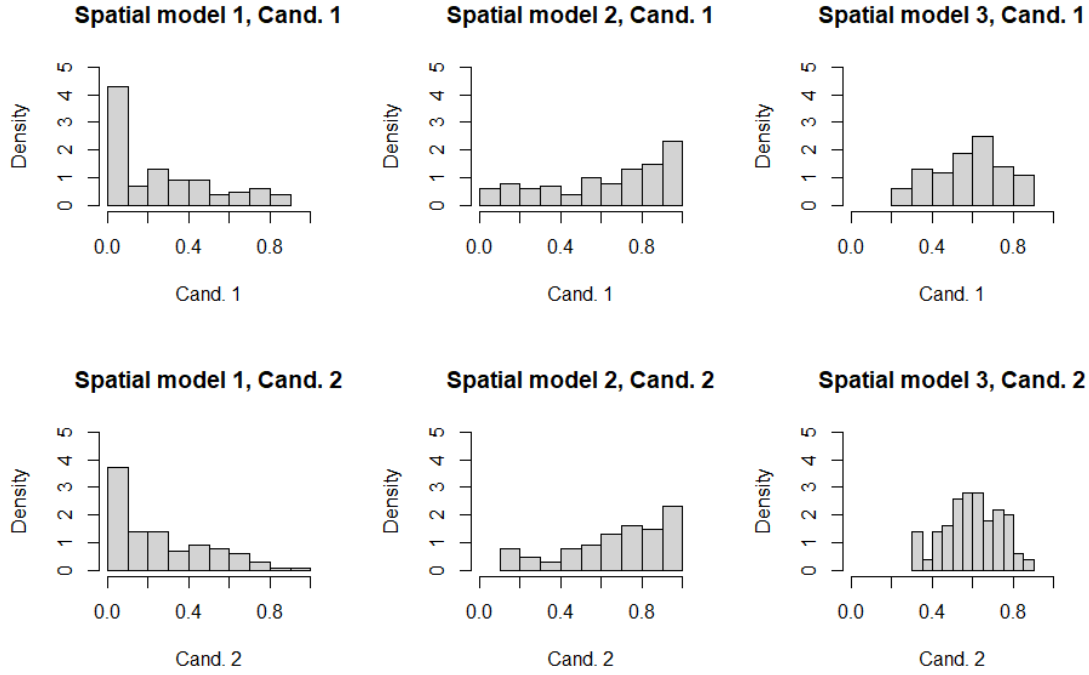 Spatial model 1, Cand. 1
Spatial model 2, Cand. 1
Spatial model 3, Cand. 1
Density
0 1 2 3 4 5
0.0 0.4 0.8
Cand. 1
Density
0 1 2 3 4 5
0.0 0.4 0.8
Cand. 1
Density
0 1 2 3 4 5
0.0 0.4 0.8
Cand. 1
Spatial model 1, Cand. 2
Spatial model 2, Cand. 2
Spatial model 3, Cand. 2
Density
0 1 2 3 4 5
0.0 0.4 0.8
Cand. 2
Density
0 1 2 3 4 5
0.0 0.4 0.8
Cand. 2
Density
0 1 2 3 4 5
0.0 0.4 0.8
Cand. 2